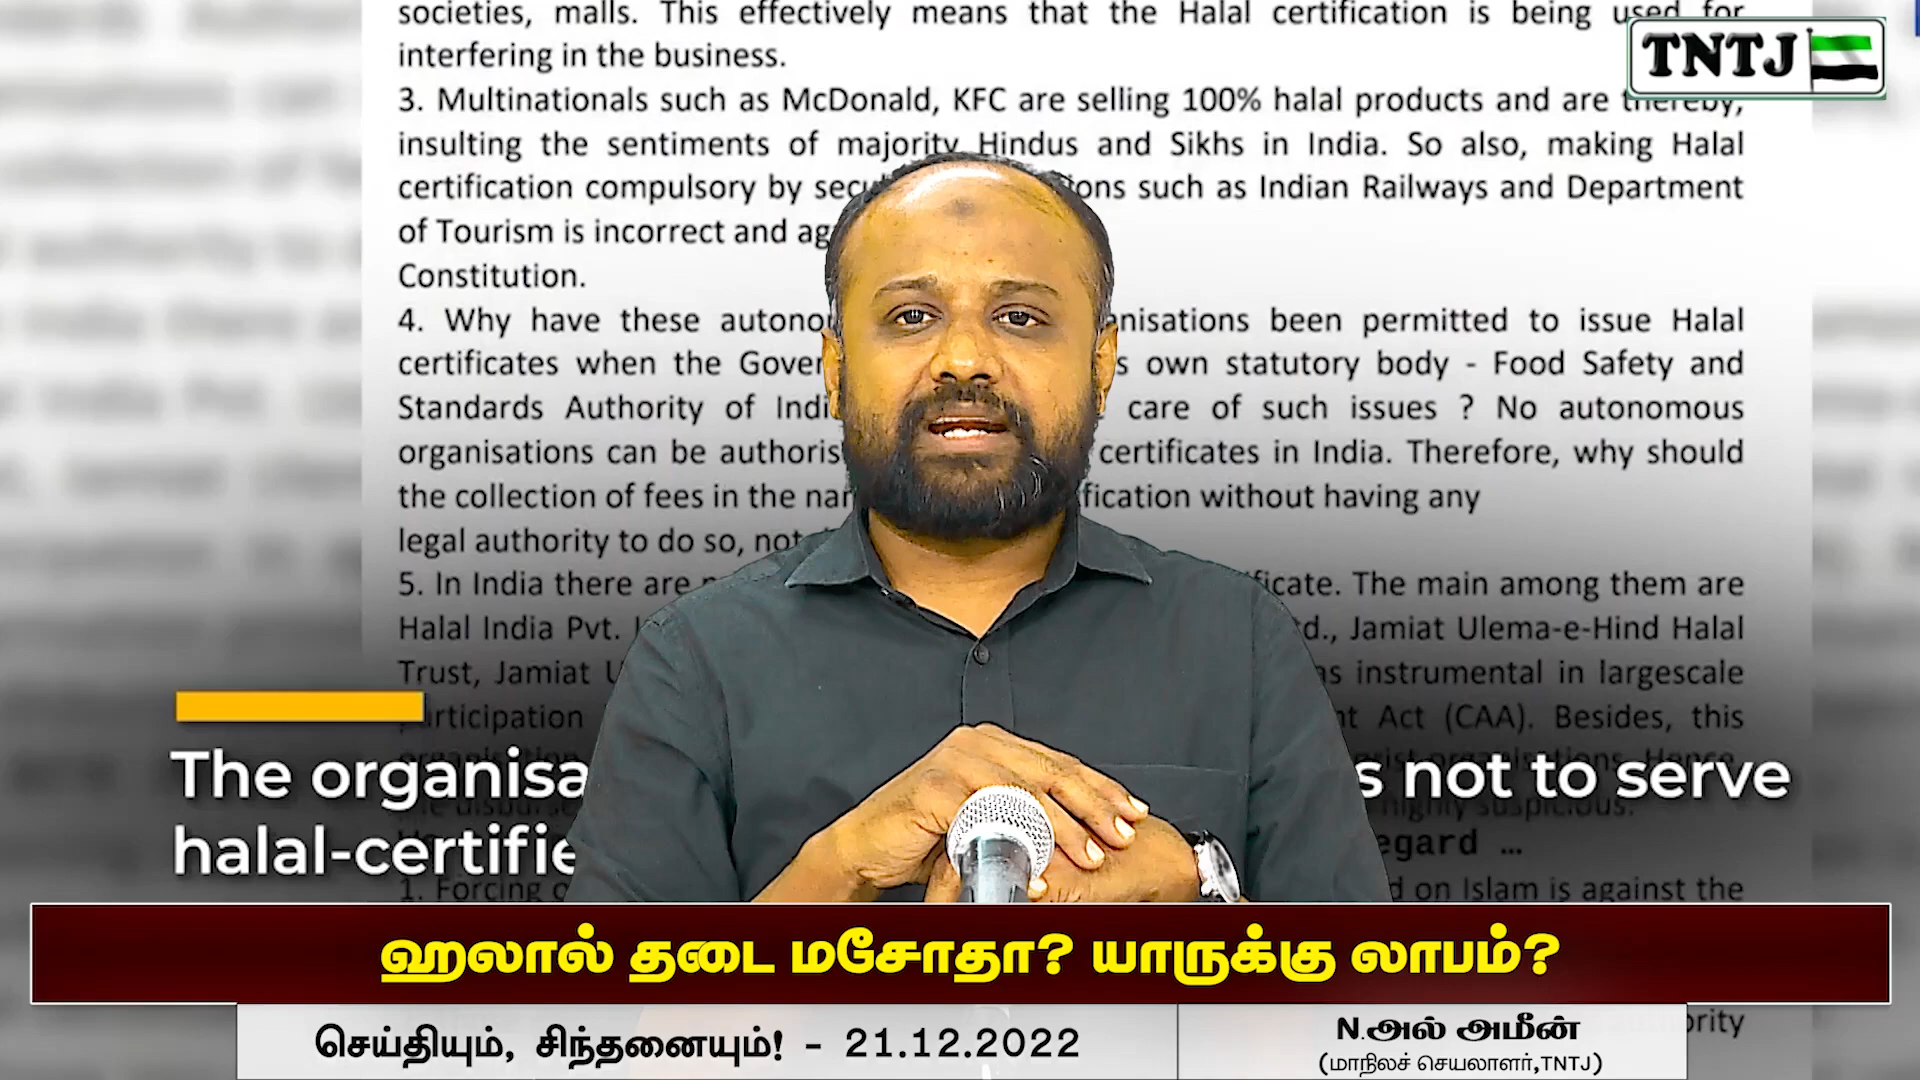 societies, malls. This effectively means that the Halal certification is being used for
interfering in the business.
TNTJ
3. Multinationals such as McDonald, KFC are selling 100% halal products and are thereby,
insulting the sentiments of majority Hindus and Sikhs in India. So also, making Halal
certification compulsory by such as Indian Railways and Department
of Tourism is incorrect and
Constitution.
4. Why have these been permitted to issue Halal
certificates when the own statutory body - Food Safety and
Standards Authority of care of such issues ? No autonomous
organisations can be certificates in India. Therefore, why should
the collection of fees in the without having any
legal authority to do so,
5. In India there are The main among them are
Halal India Pvt. Jamiat Ulema-e-Hind Halal
Trust, Jamiat instrumental in largescale
participation Act (CAA). Besides, this
The not to serve
highly suspicious.
halal-
...
1. Forcing on Islam is against the
ஹலால் தடை மசோதா? யாருக்கு லாபம்?
செய்தியும், சிந்தனையும்! - 21.12.2022
N.அல் அமீன்
(மாநிலச் செயலாளர்,TNTJ)